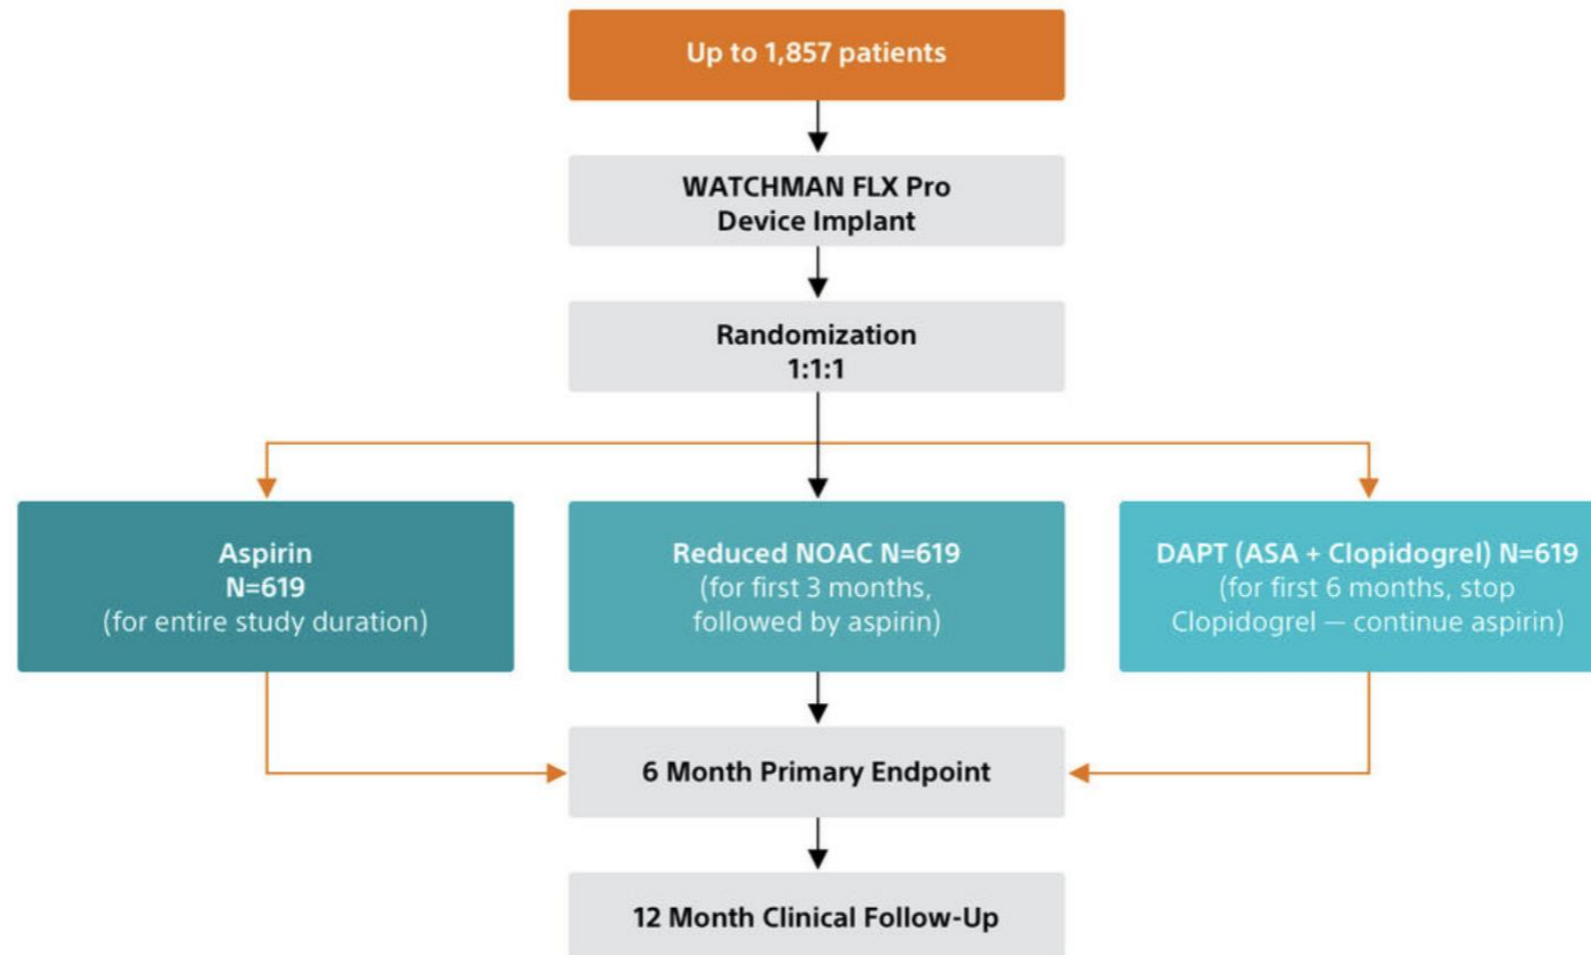 Up to 1,857 patients
WATCHMAN FLX Pro
Device Implant
Randomization
1:1:1
Aspirin
N=619
(for entire study duration)
Reduced NOAC N=619
(for first 3 months,
followed by aspirin)
DAPT (ASA + Clopidogrel) N=619
(for first 6 months, stop
Clopidogrel — continue aspirin)
6 Month Primary Endpoint
12 Month Clinical Follow-Up